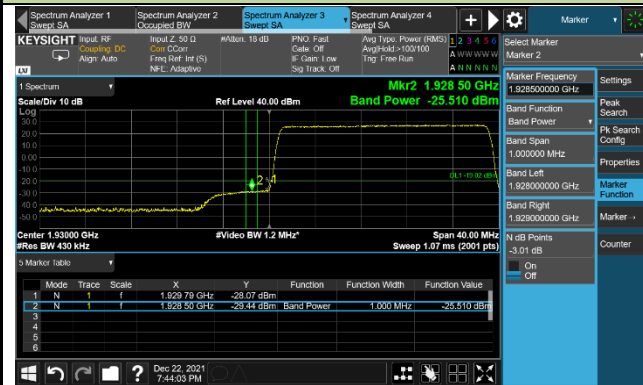 Spectrum Analyzer 1
Swept SA
Spectrum Analyzer 2
Occupied BW
Spectrum Analyzer 3
Swept SA
Spectrum Analyzer 4
Swept SA
Marker
KEYSIGHT
Input: RF
Coupling: DC
Align: Auto
Input Z: 50 Ω
Corr CCorr
Freq Ref: Int (S)
NFE: Adaptive
#Atten: 18 dB
PNO: Fast
Gate: Off
IF Gain: Low
Sig Track: Off
Avg Type: Power (RMS)
Avg|Hold:>100/100
Trig: Free Run
1 2 3 4 5 6
A W W W W W
A N N N N N
LXI
Select Marker
Marker 2
1 Spectrum
Scale/Div 10 dB
Ref Level 40.00 dBm
Mkr2 1.928 50 GHz
Band Power -25.510 dBm
Log
30.0
20.0
10.0
0.00
-10.0
-20.0
-30.0
-40.0
-50.0
2
1
Center 1.93000 GHz
#Res BW 430 kHz
#Video BW 1.2 MHz*
Span 40.00 MHz
Sweep 1.07 ms (2001 pts)
5 Marker Table
Mode Trace Scale X Y Function Function Width Function Value
1 N 1 f 1.929 79 GHz -28.07 dBm
2 N 1 f 1.928 50 GHz -29.44 dBm Band Power 1.000 MHz -25.510 dBm
3
4
5
6
Marker Frequency
1.928500000 GHz
Band Function
Band Power
Band Span
1.000000 MHz
Band Left
1.928000000 GHz
Band Right
1.929000000 GHz
N dB Points
-3.01 dB
On
Off
Settings
Peak
Search
Pk Search
Config
Properties
Marker
Function
Marker→
Counter
Dec 22, 2021
7:44:03 PM